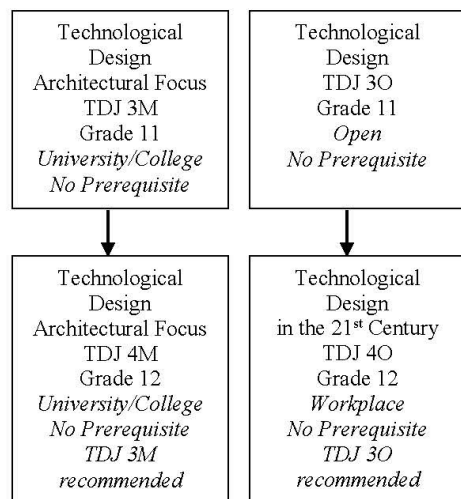 Technological
Design
Architectural Focus
TDJ 3M
Grade 11
University/College
No Prerequisite
Technological
Design
TDJ 3O
Grade 11
Open
No Prerequisite
Technological
Design
Architectural Focus
TDJ 4M
Grade 12
University/College
No Prerequisite
TDJ 3M
recommended
Technological
Design
in the 21st Century
TDJ 4O
Grade 12
Workplace
No Prerequisite
TDJ 3O
recommended